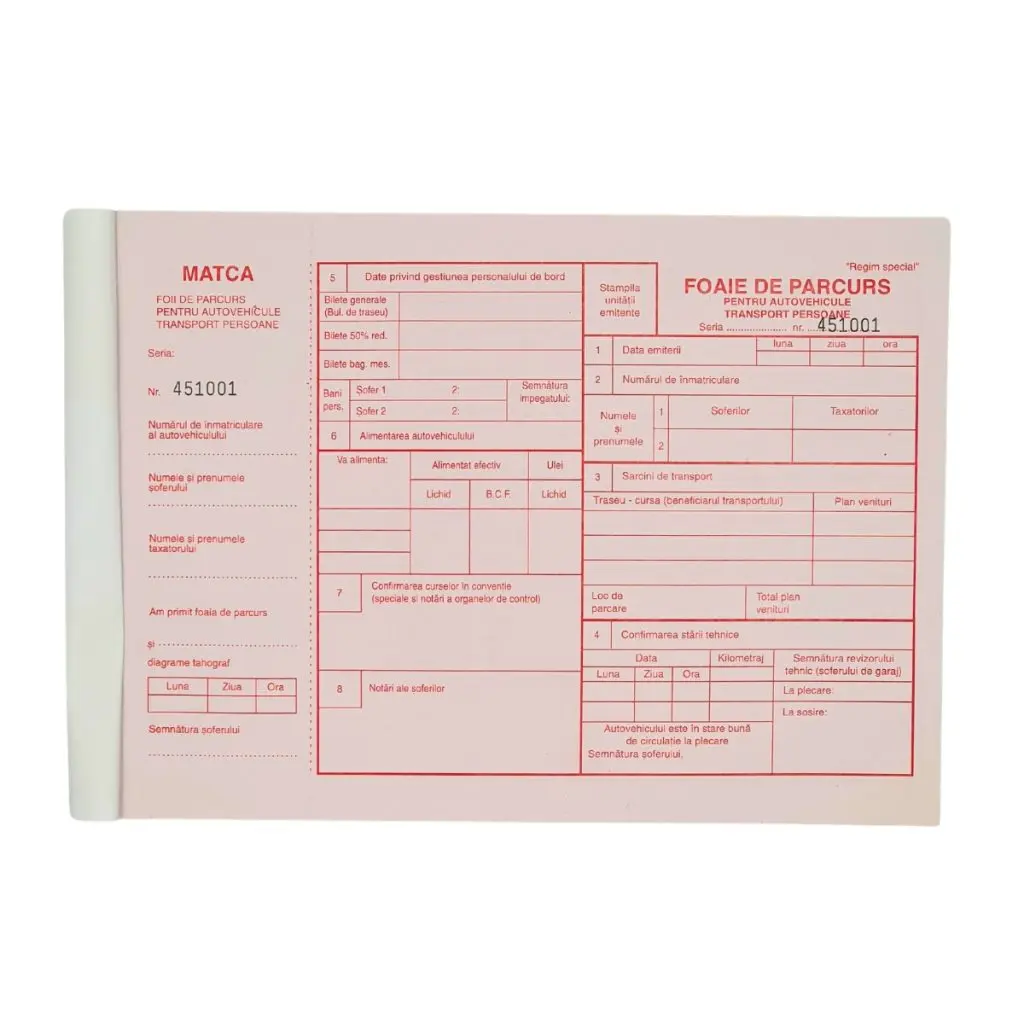 MATCA
FOII DE PARCURS
PENTRU AUTOVEHICULE
TRANSPORT PERSOANE
Seria:
Nr. 451001
Numărul de înmatriculare
al autovehiculului
Numele și prenumele
șoferului
Numele și prenumele
taxatorului
Am primit foaia de parcurs
și
diagrame tahograf
Luna Ziua Ora
Semnătura șoferului
5 Date privind gestiunea personalului de bord
Bilete generale
(Bul. de traseu)
Bilete 50% red.
Bilete bag. mes.
Bani
pers.
Șofer 1 2:
Șofer 2 2:
Semnătura
impegatului:
6 Alimentarea autovehiculului
Va alimenta:
Alimentat efectiv Ulei
Lichid B.C.F. Lichid
7 Confirmarea curselor în convenție
(speciale și notări a organelor de control)
8 Notări ale șoferilor
Stampila
unității
emitente
"Regim special"
FOAIE DE PARCURS
PENTRU AUTOVEHICULE
TRANSPORT PERSOANE
Seria ..................... nr. ....451001
1 Data emiterii luna ziua ora
2 Numărul de înmatriculare
Numele
și
prenumele
1 Șoferilor Taxatorilor
2
3 Sarcini de transport
Traseu - cursa (beneficiarul transportului) Plan venituri
Loc de
parcare
Total plan
venituri
4 Confirmarea stării tehnice
Data Kilometraj
Luna Ziua Ora
Semnătura revizorului
tehnic (șoferului de garaj)
La plecare:
La sosire:
Autovehiculul este în stare bună
de circulație la plecare
Semnătura șoferului,